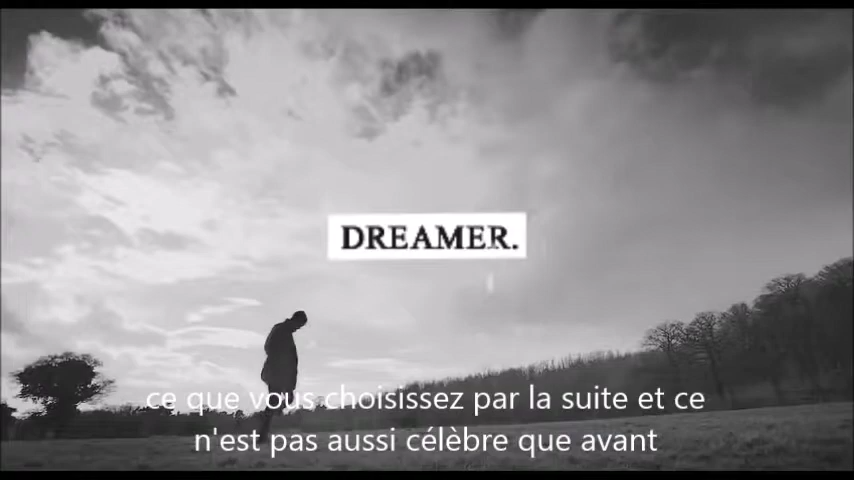 DREAMER.
ce que vous choisissez par la suite et ce
n'est pas aussi célèbre que avant